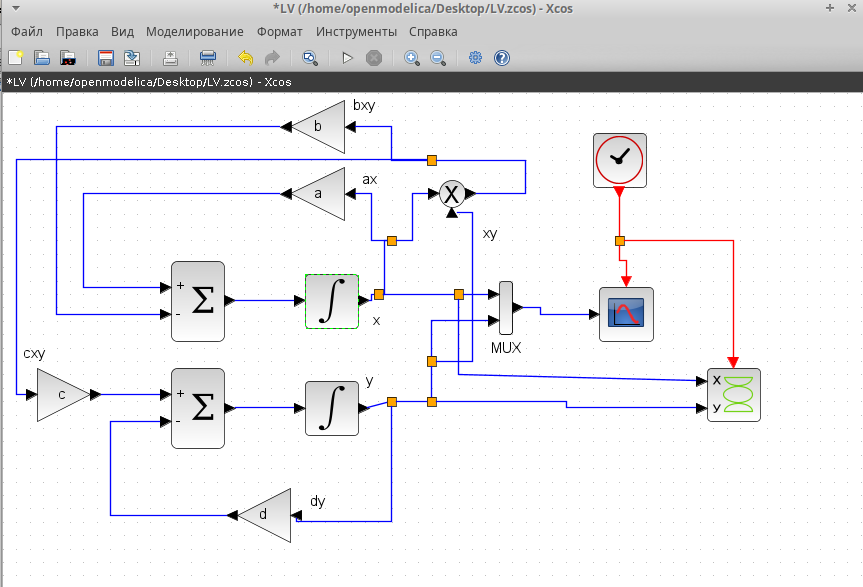 *LV (/home/openmodelica/Desktop/LV.zcos) - Xcos
Файл Правка Вид Моделирование Формат Инструменты Справка
*LV (/home/openmodelica/Desktop/LV.zcos) - Xcos
bxy
b
ax
a
X
xy
+
Σ
-
∫
x
MUX
cxy
c
+
Σ
-
∫
y
X
y
dy
d